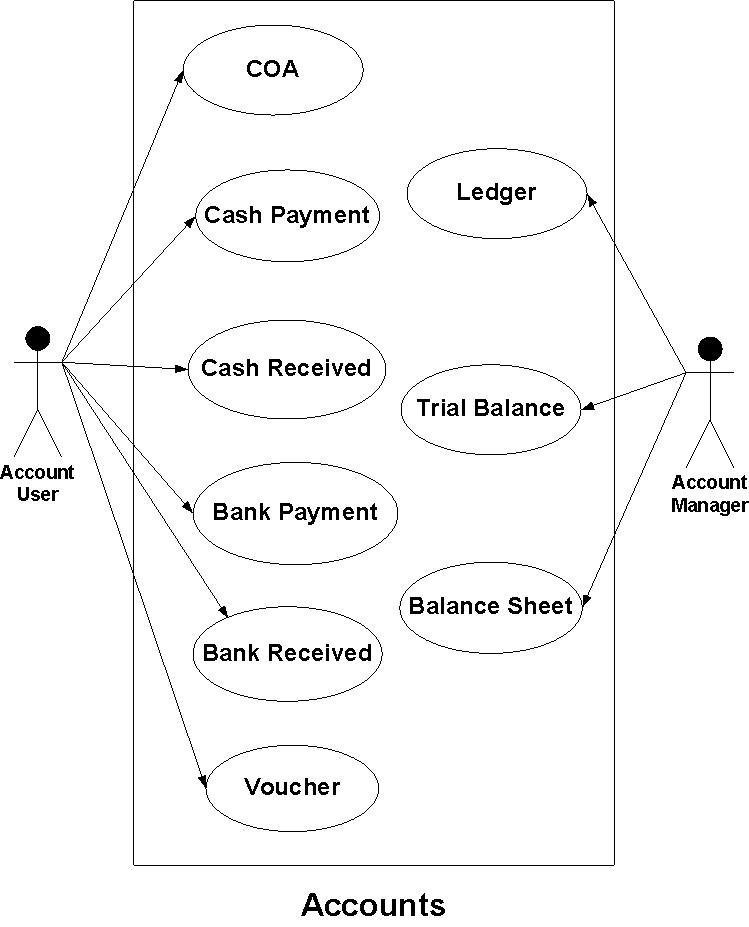 COA
Cash Payment
Cash Received
Bank Payment
Bank Received
Voucher
Ledger
Trial Balance
Balance Sheet
Account
User
Account
Manager
Accounts